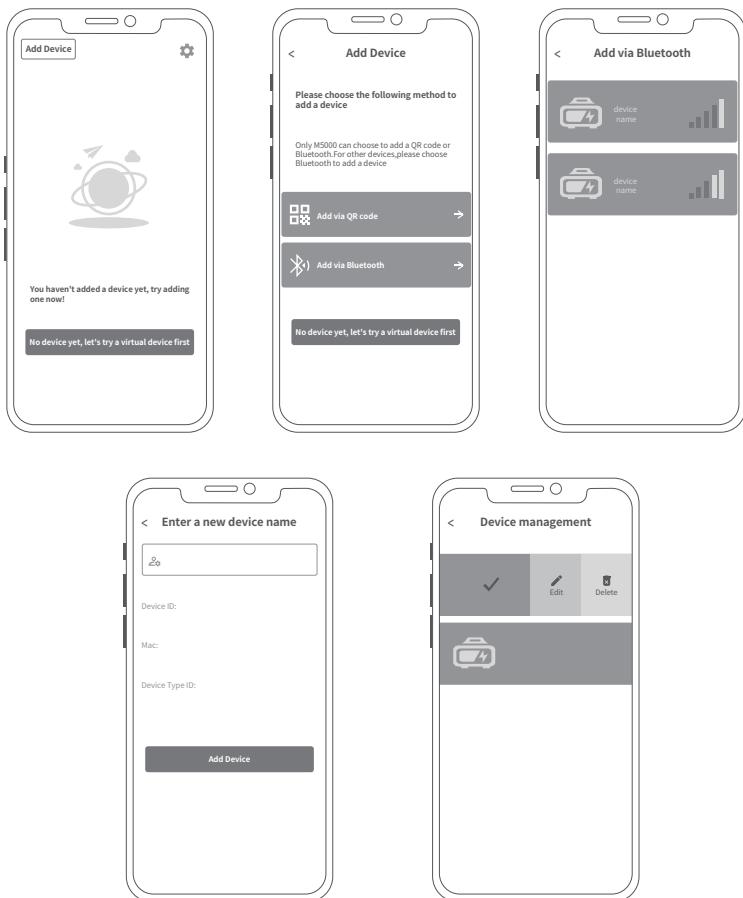 Add Device
You haven't added a device yet, try adding
one now!
No device yet, let's try a virtual device first
< Add Device
Please choose the following method to
add a device
Only M5000 can choose to add a QR code or
Bluetooth.For other devices,please choose
Bluetooth to add a device
Add via QR code
Add via Bluetooth
No device yet, let's try a virtual device first
< Add via Bluetooth
device
name
device
name
< Enter a new device name
Device ID:
Mac:
Device Type ID:
Add Device
< Device management
Edit
Delete